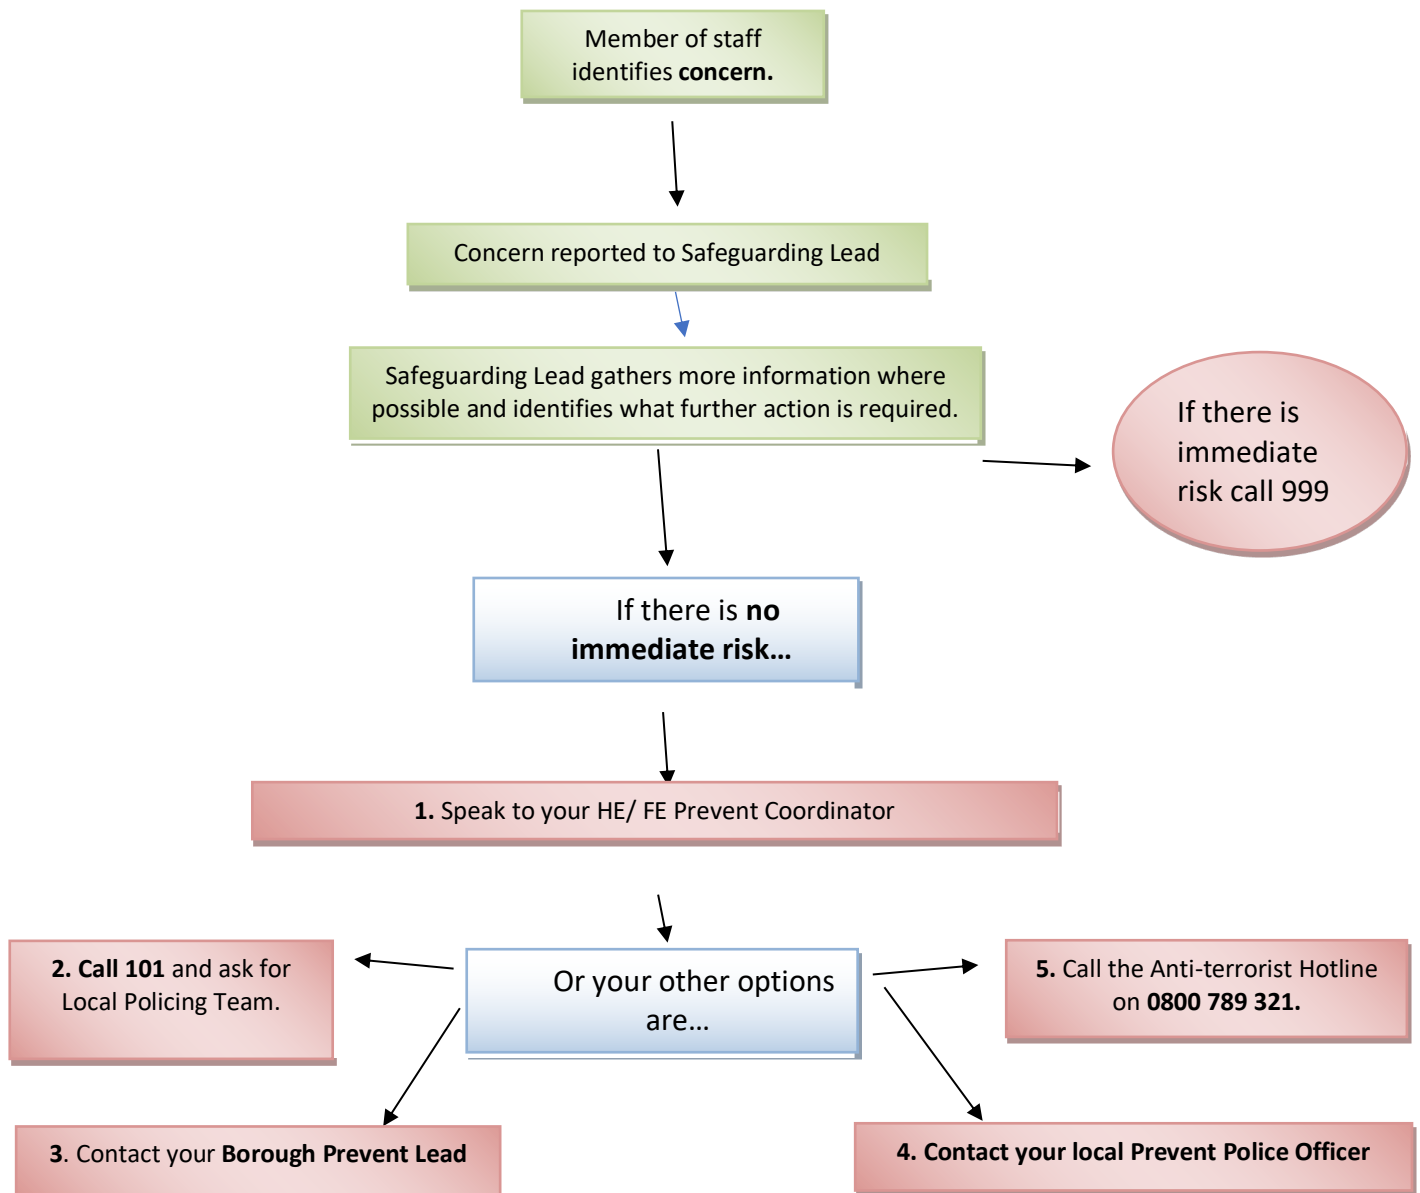 Member of staff
identifies concern.
Concern reported to Safeguarding Lead
Safeguarding Lead gathers more information where
possible and identifies what further action is required.
If there is
immediate
risk call 999
If there is no
immediate risk…
1. Speak to your HE/ FE Prevent Coordinator
Or your other options
are…
2. Call 101 and ask for
Local Policing Team.
5. Call the Anti-terrorist Hotline
on 0800 789 321.
3. Contact your Borough Prevent Lead
4. Contact your local Prevent Police Officer